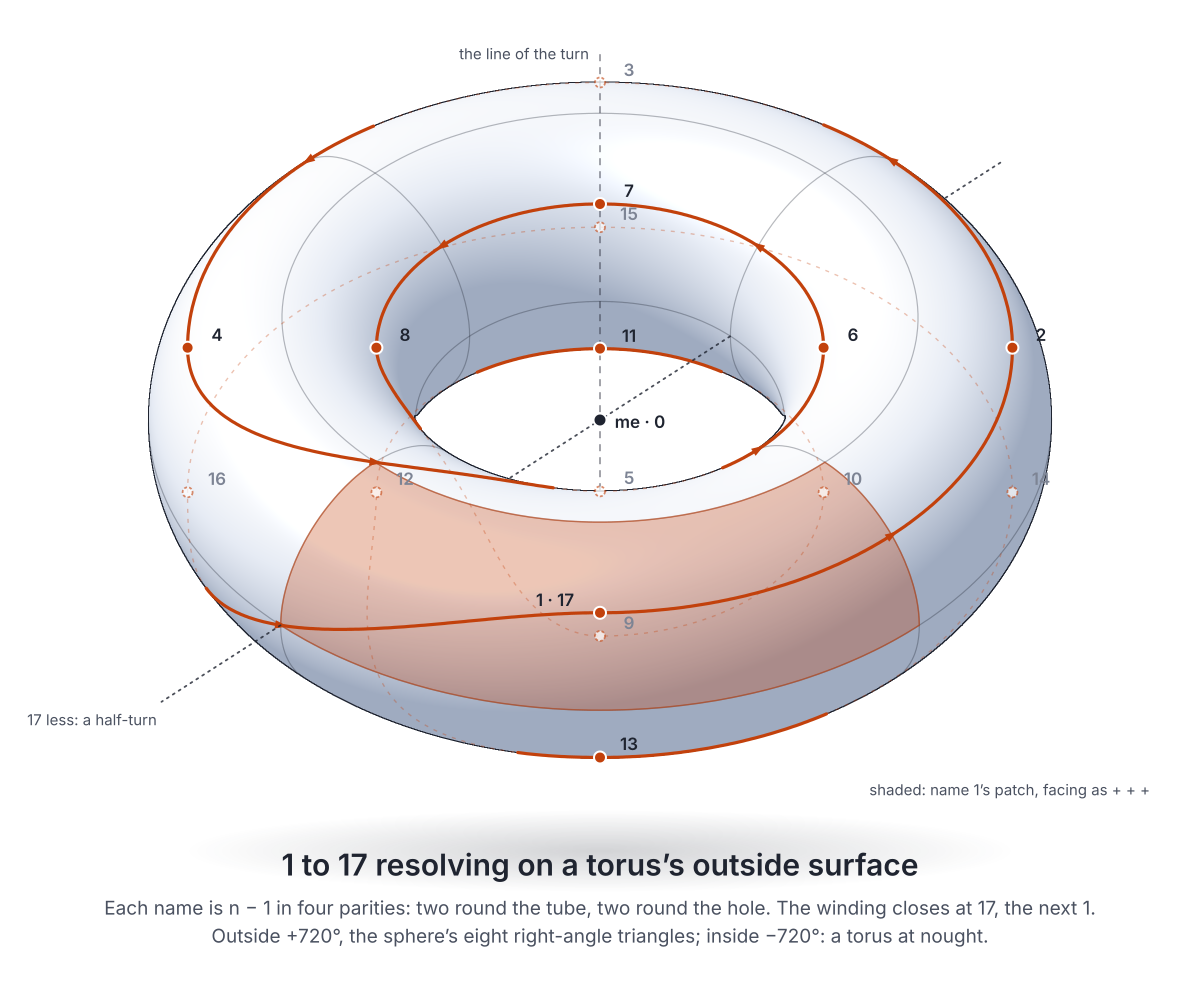 the line of the turn
3
7
15
4
8
11
6
2
me · 0
16
12
5
10
14
1 · 17
9
17 less: a half-turn
13
shaded: name 1’s patch, facing as + + +
1 to 17 resolving on a torus’s outside surface
Each name is n − 1 in four parities: two round the tube, two round the hole. The winding closes at 17, the next 1.
Outside +720°, the sphere’s eight right-angle triangles; inside −720°: a torus at nought.